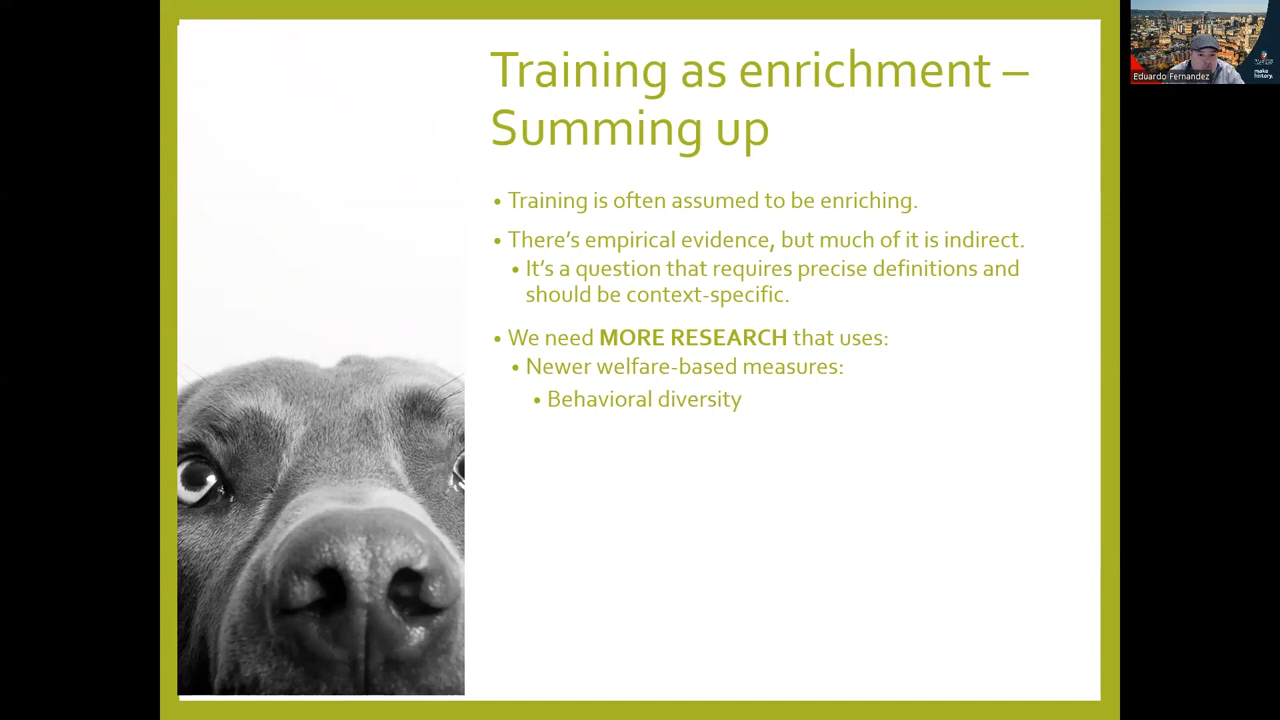 Training as enrichment –
Summing up
• Training is often assumed to be enriching.
• There's empirical evidence, but much of it is indirect.
• It's a question that requires precise definitions and
should be context-specific.
• We need MORE RESEARCH that uses:
• Newer welfare-based measures:
• Behavioral diversity
Eduardo Fernandez
make
history.